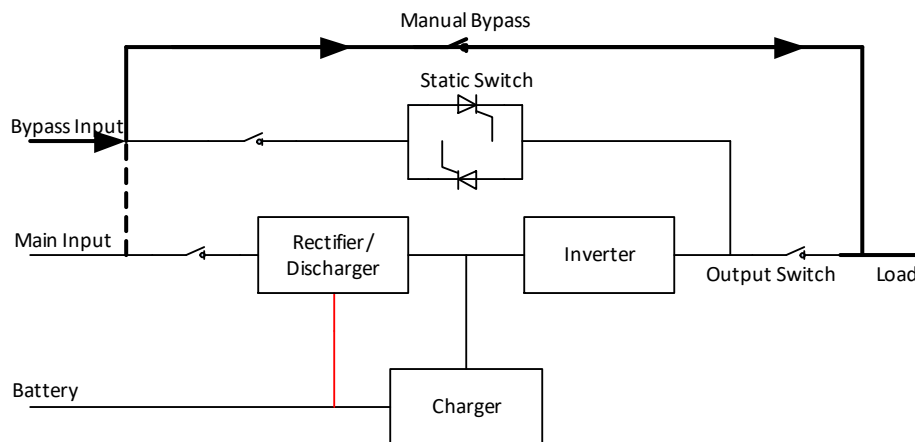 Manual Bypass
Static Switch
Bypass Input
Main Input
Rectifier/
Discharger
Inverter
Output Switch
Load
Battery
Charger